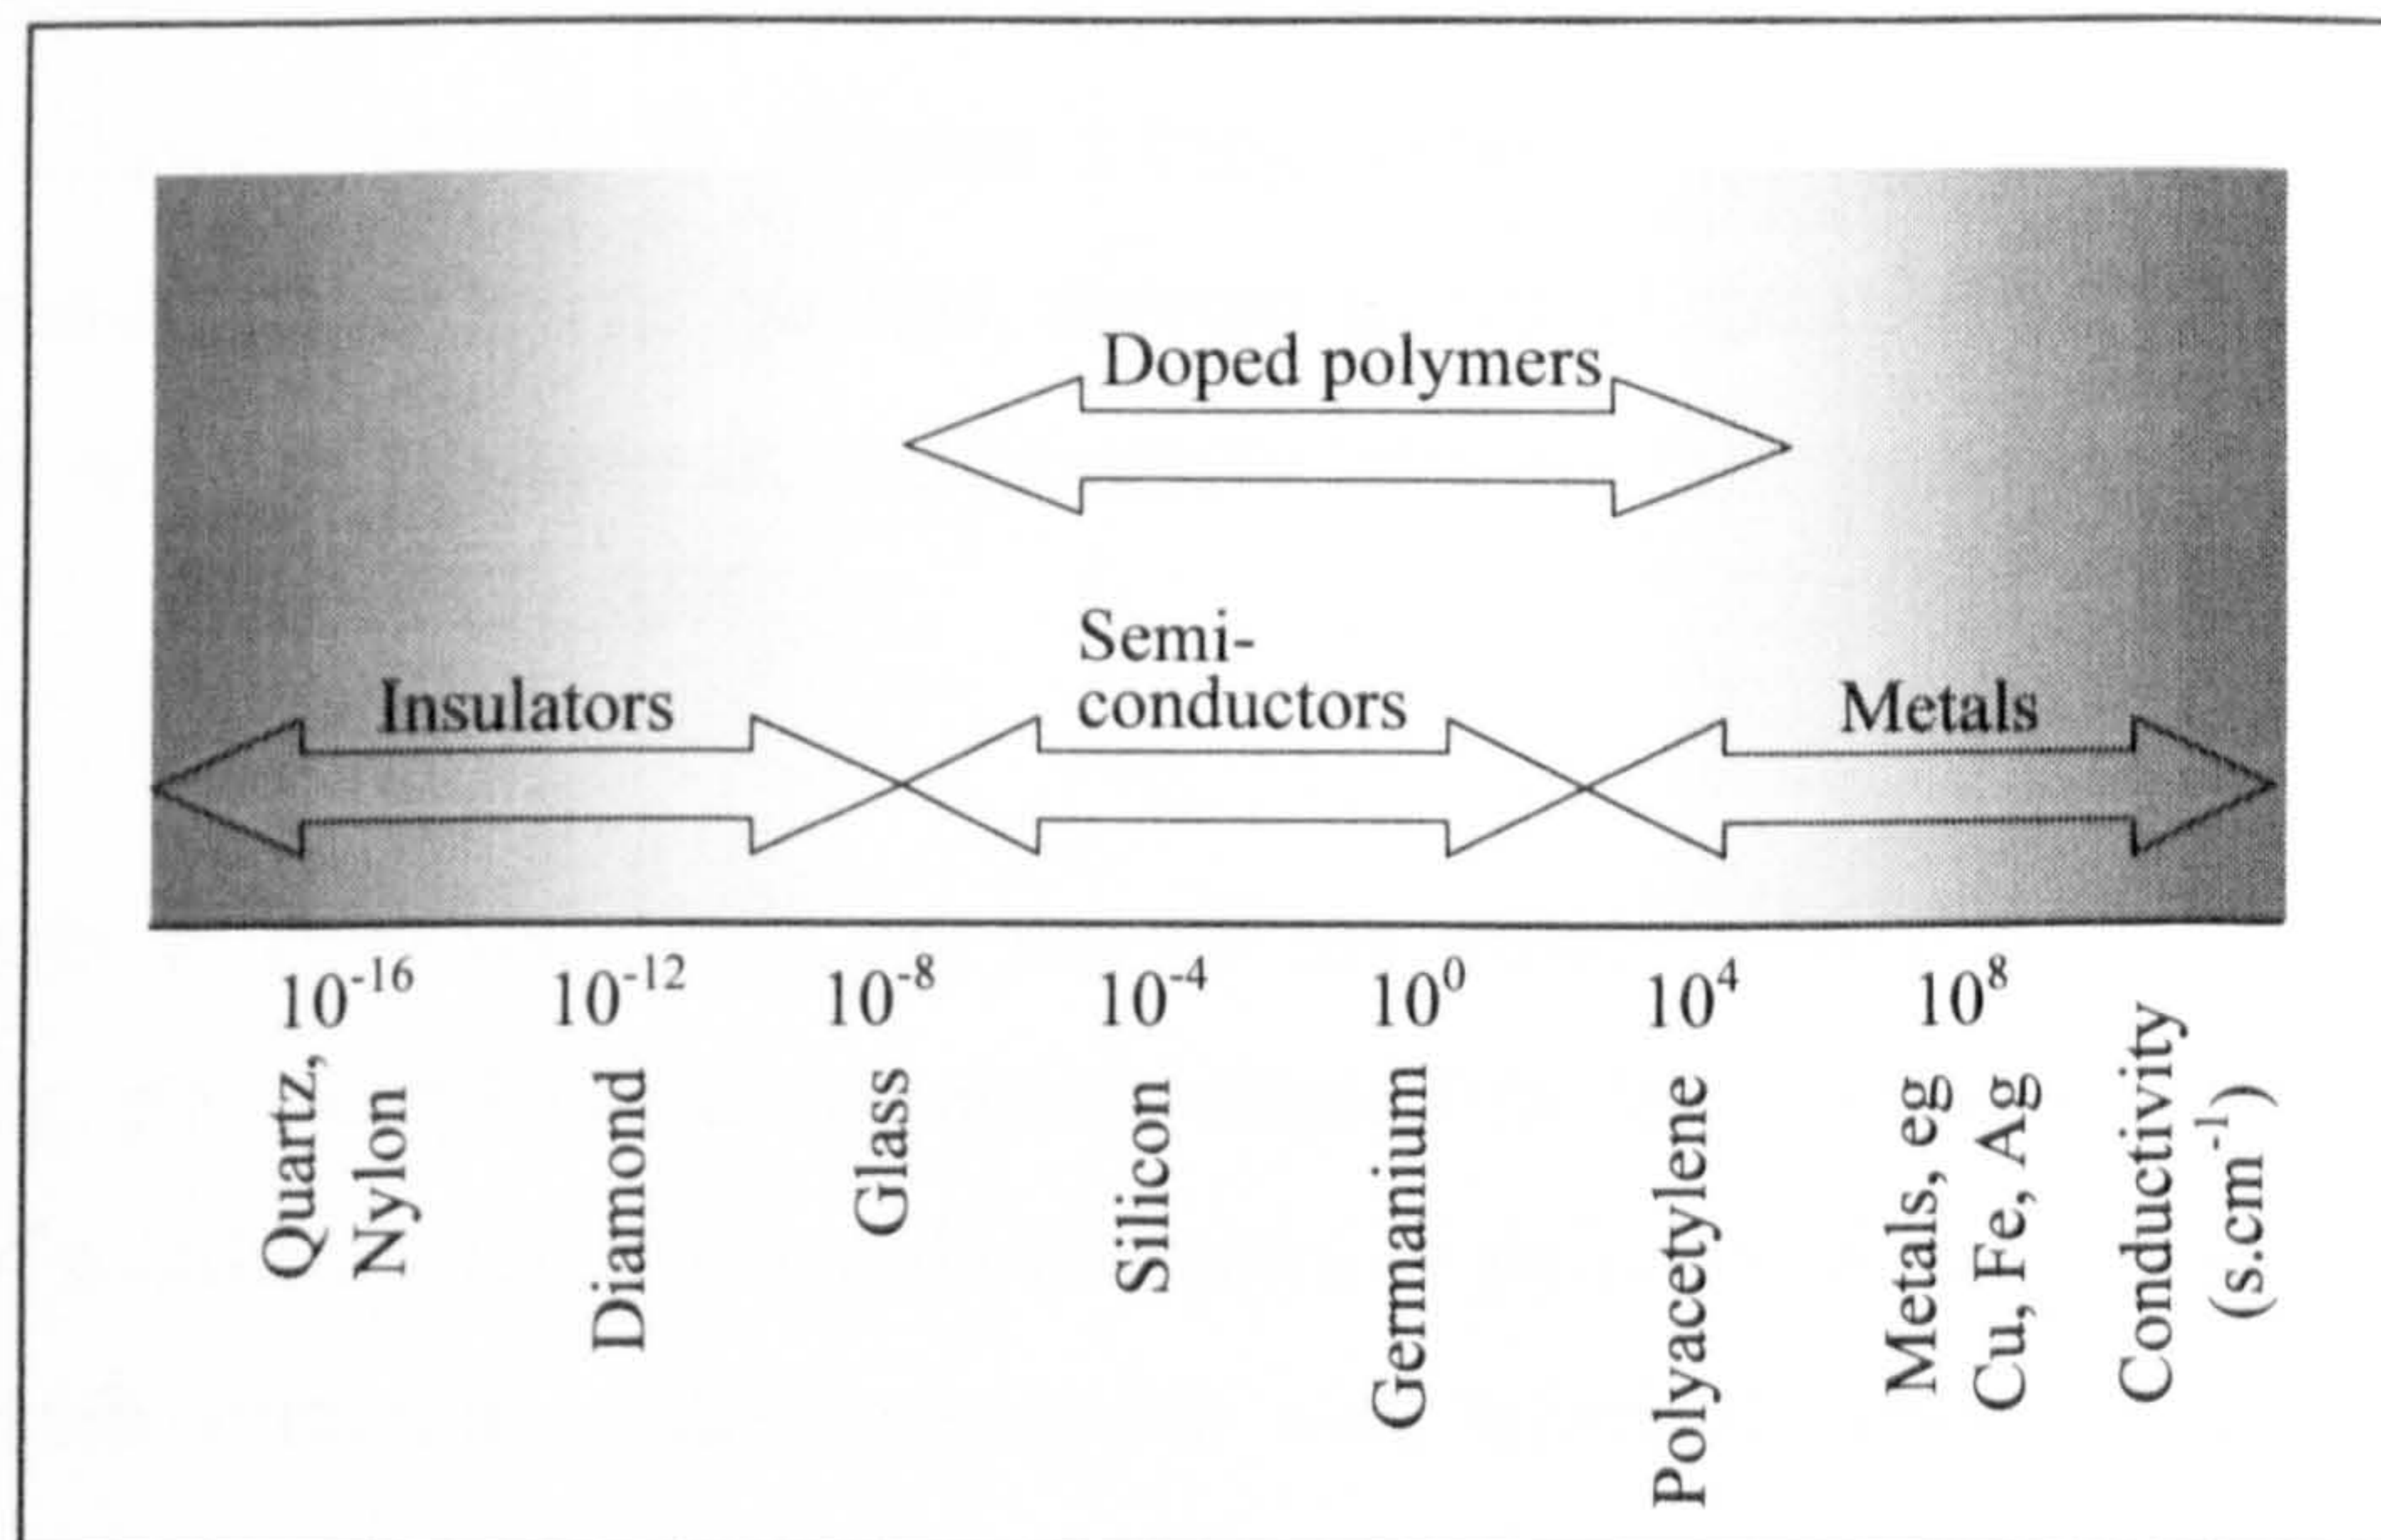 Doped polymers
Semi-
conductors
Insulators
Metals
10⁻¹⁶ 10⁻¹² 10⁻⁸ 10⁻⁴ 10⁰ 10⁴ 10⁸
Quartz,
Nylon
Diamond
Glass
Silicon
Germanium
Polyacetylene
Metals, eg
Cu, Fe, Ag
Conductivity
(s.cm⁻¹)